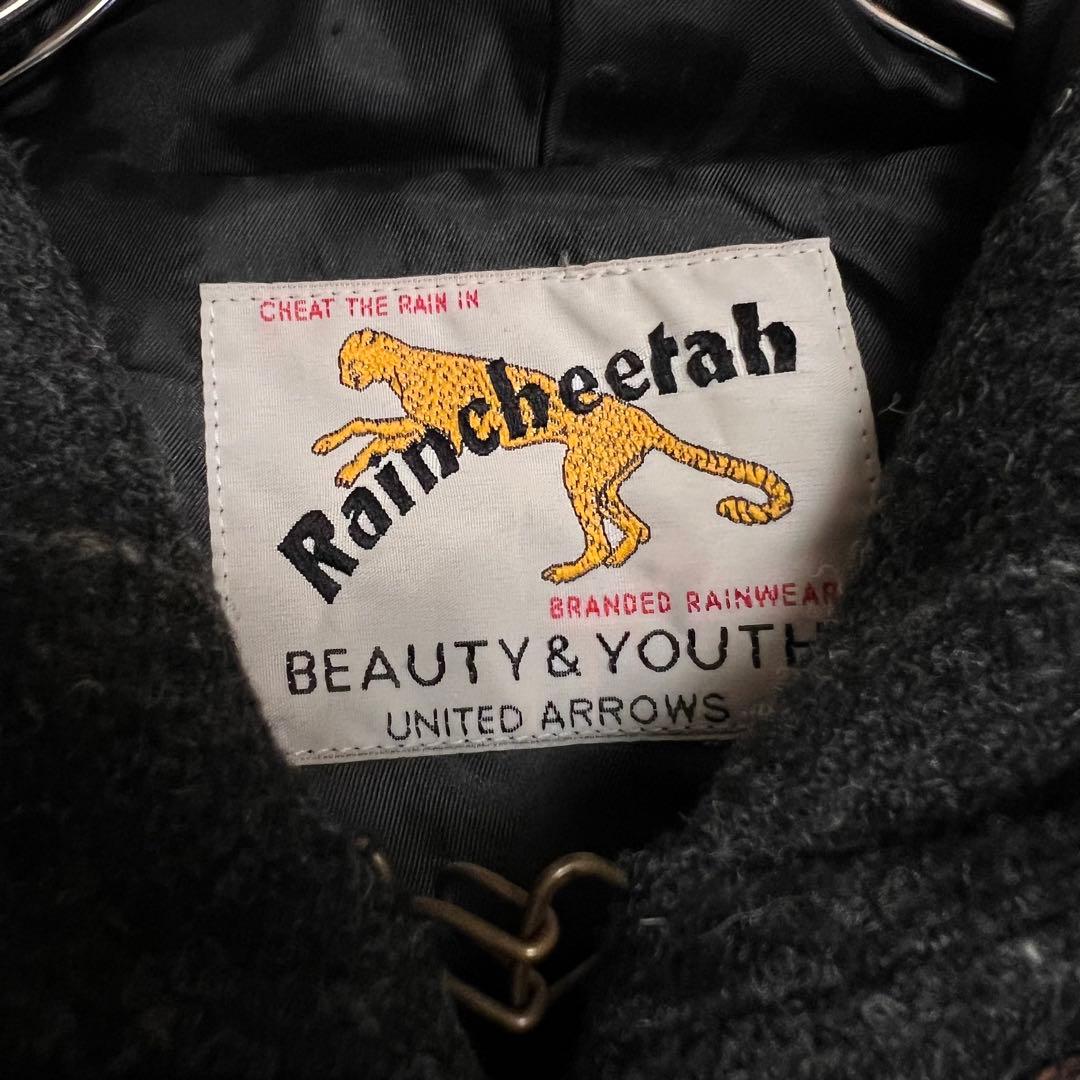 CHEAT THE RAIN IN
Raincheetah
BRANDED RAINWEAR
BEAUTY & YOUTH
UNITED ARROWS